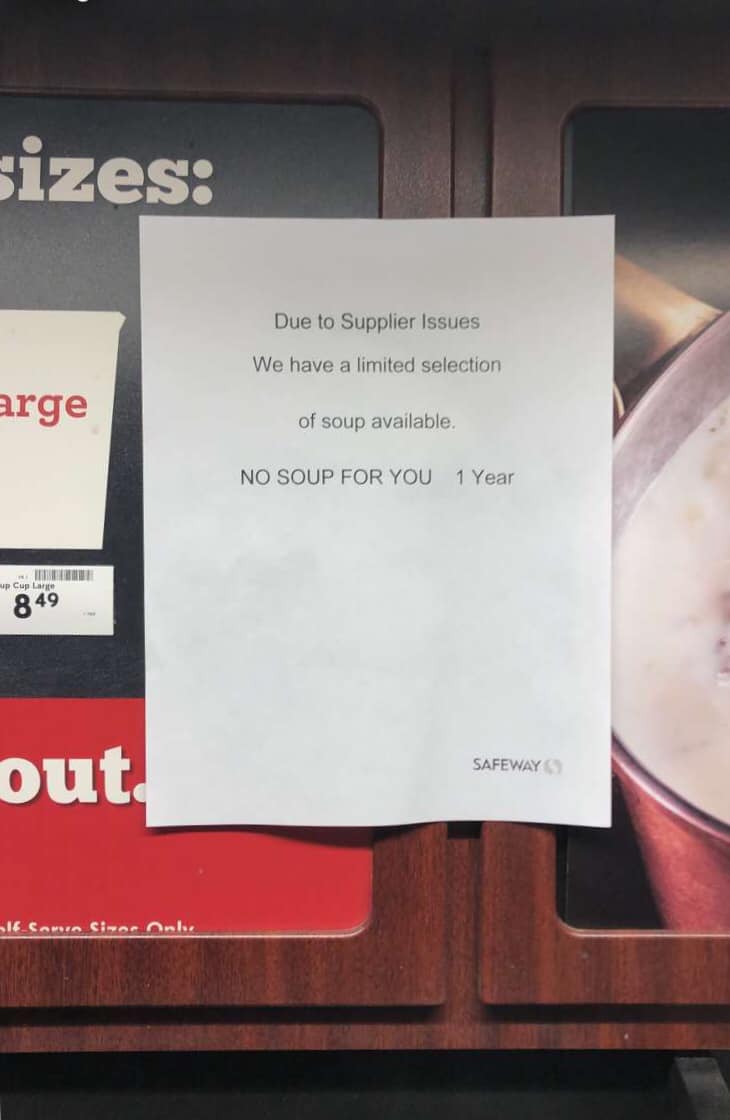 sizes:
arge
up Cup Large
8 49
out.
elf-Serve Sizes Only
Due to Supplier Issues
We have a limited selection
of soup available.
NO SOUP FOR YOU 1 Year
SAFEWAY